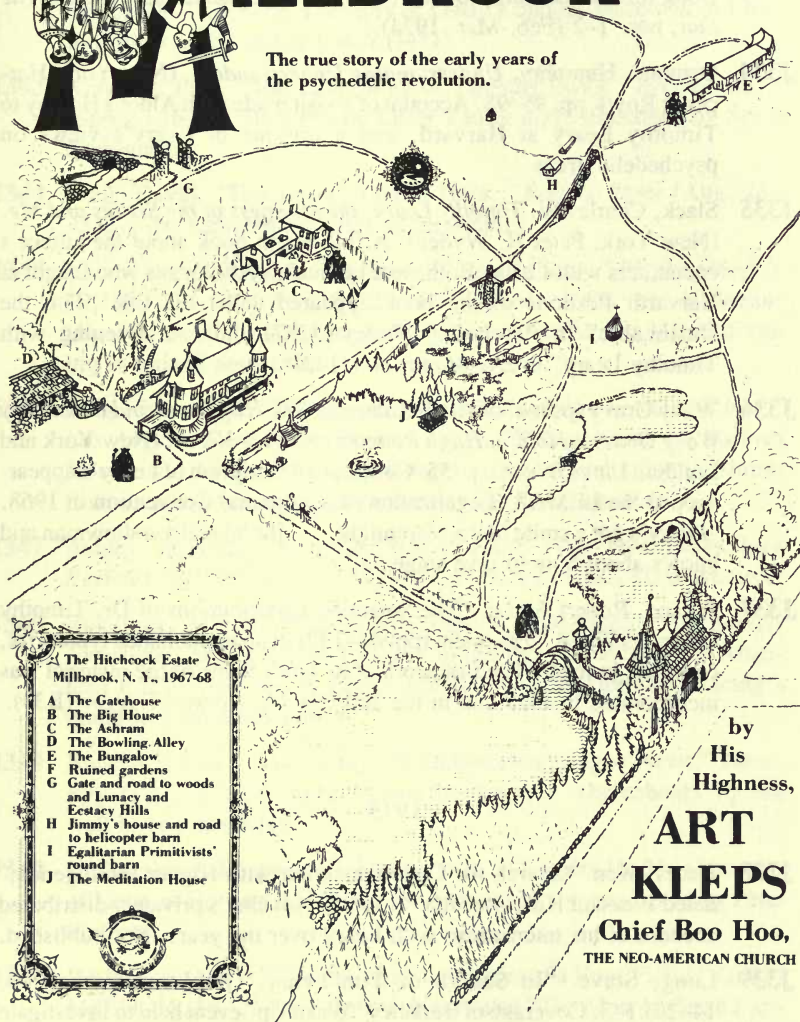 MILLBROOK
The true story of the early years of
the psychedelic revolution.
E
H
G
C
I
D
F
J
B
A
The Hitchcock Estate
Millbrook, N. Y., 1967-68
A The Gatehouse
B The Big House
C The Ashram
D The Bowling Alley
E The Bungalow
F Ruined gardens
G Gate and road to woods
and Lunacy and
Ecstacy Hills
H Jimmy's house and road
to helicopter barn
I Egalitarian Primitivists'
round barn
J The Meditation House
by
His
Highness,
ART
KLEPS
Chief Boo Hoo,
THE NEO-AMERICAN CHURCH